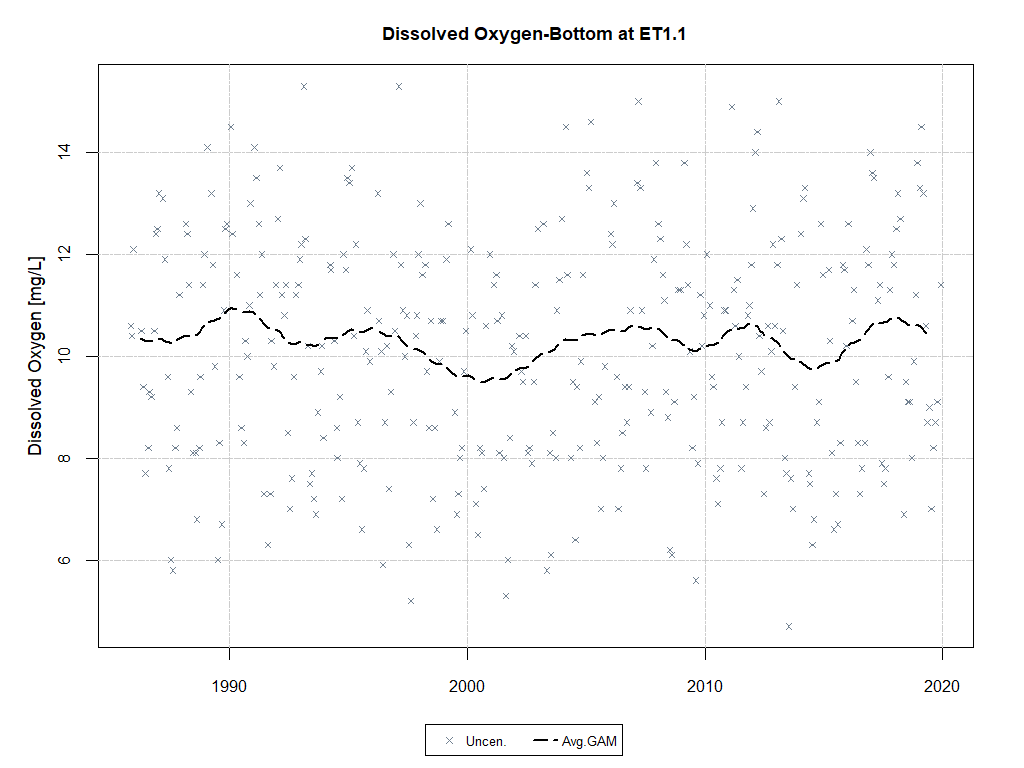 Dissolved Oxygen-Bottom at ET1.1
Dissolved Oxygen [mg/L]
14
12
10
8
6
1990
2000
2010
2020
Uncen.
Avg.GAM